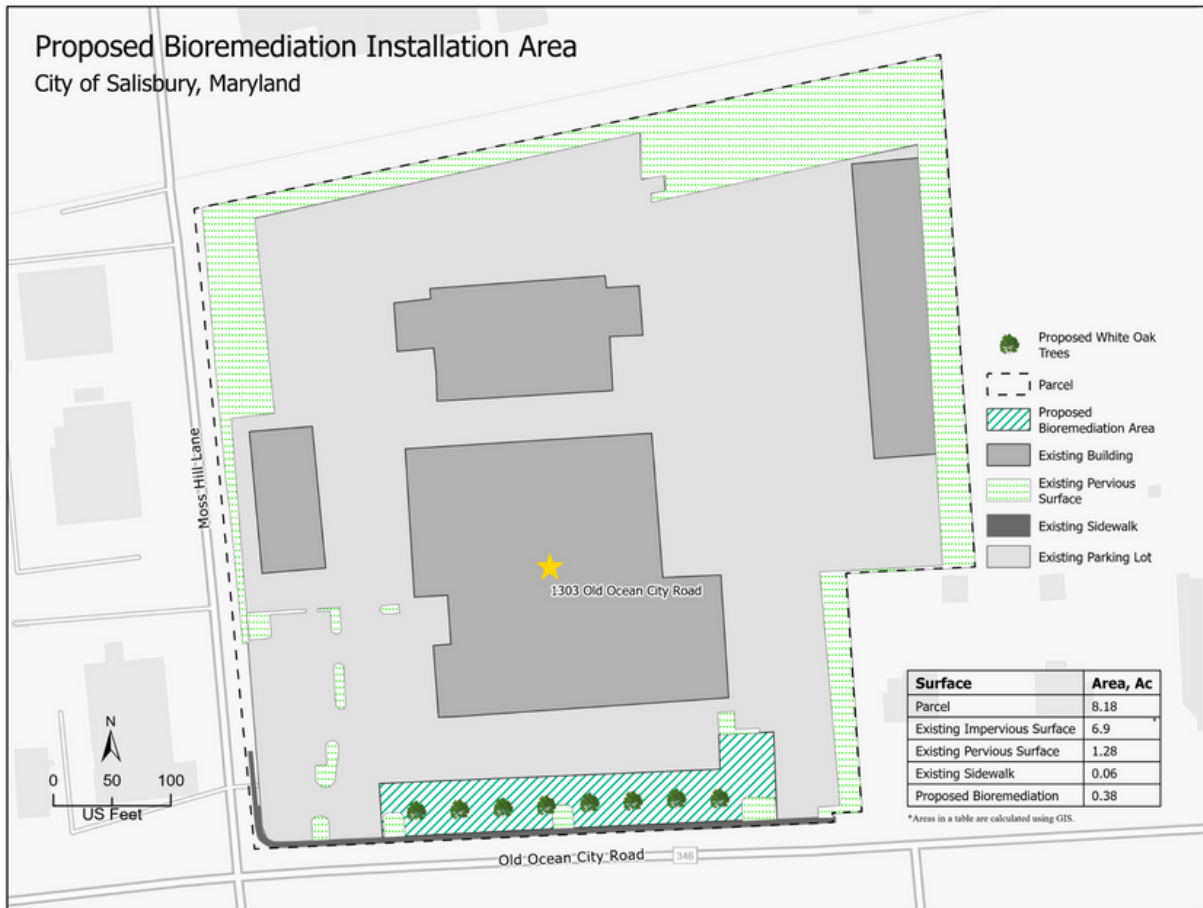 Proposed Bioremediation Installation Area
City of Salisbury, Maryland
Moss Hill Lane
1303 Old Ocean City Road
Proposed White Oak
Trees
Parcel
Proposed
Bioremediation Area
Existing Building
Existing Pervious
Surface
Existing Sidewalk
Existing Parking Lot
N
0 50 100
US Feet
Surface Area, Ac
Parcel 8.18
Existing Impervious Surface 6.9 *
Existing Pervious Surface 1.28
Existing Sidewalk 0.06
Proposed Bioremediation 0.38
*Areas in a table are calculated using GIS.
Old Ocean City Road 346